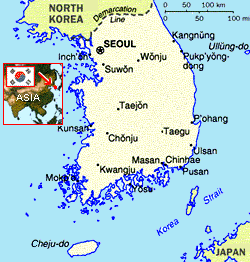 NORTH
KOREA
Demarcation
Line
0 50 100 km
0 50 100 mi
SEOUL
Kangnŭng
Ullŭng-do
Inch'ŏn
Wŏnju
Pukp'yŏng-
dong
Suwŏn
ASIA
Taejŏn
Kunsan
P'ohang
Chŏnju
Taegu
Ulsan
Masan
Chinhae
Kwangju
Pusan
Mokp'o
Yŏsu
Korea Strait
Cheju-do
JAPAN